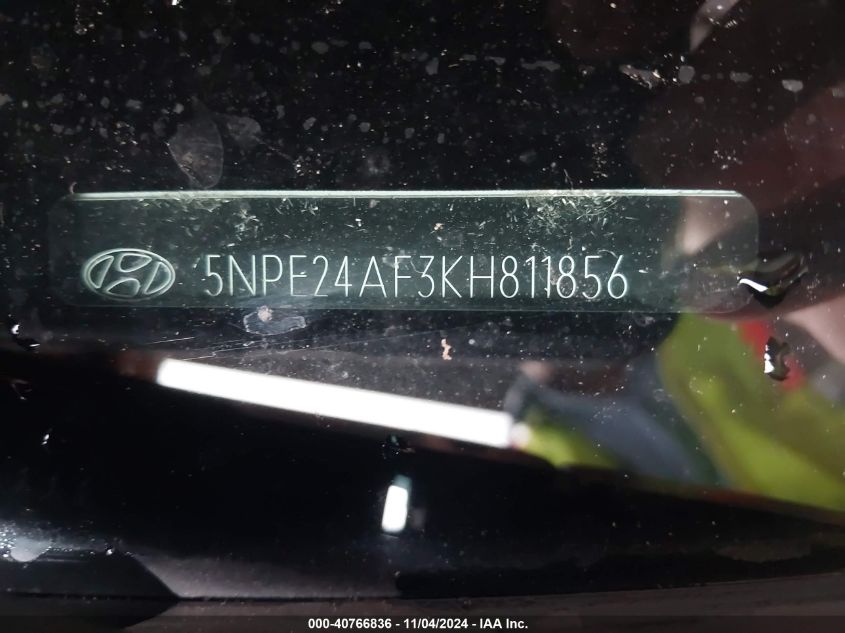 5NPE24AF3KH811856
000-40766836 - 11/04/2024 - IAA Inc.